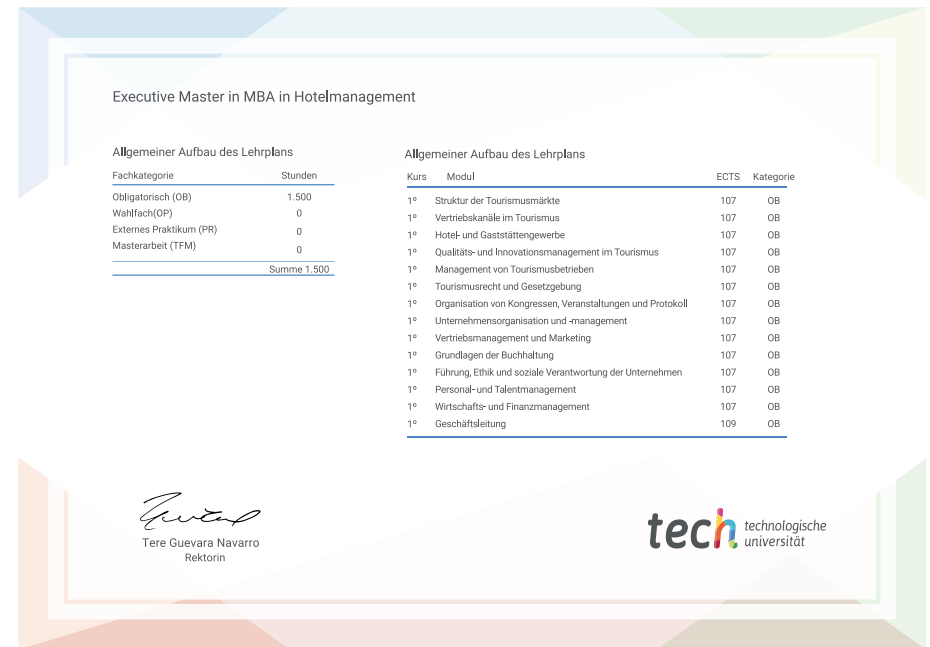 Executive Master in MBA in Hotelmanagement
Allgemeiner Aufbau des Lehrplans
Fachkategorie Stunden
Obligatorisch (OB) 1.500
Wahlfach(OP) 0
Externes Praktikum (PR) 0
Masterarbeit (TFM) 0
Summe 1.500
Allgemeiner Aufbau des Lehrplans
Kurs Modul ECTS Kategorie
1º Struktur der Tourismusmärkte 107 OB
1º Vertriebskanäle im Tourismus 107 OB
1º Hotel- und Gaststättengewerbe 107 OB
1º Qualitäts- und Innovationsmanagement im Tourismus 107 OB
1º Management von Tourismusbetrieben 107 OB
1º Tourismusrecht und Gesetzgebung 107 OB
1º Organisation von Kongressen, Veranstaltungen und Protokoll 107 OB
1º Unternehmensorganisation und -management 107 OB
1º Vertriebsmanagement und Marketing 107 OB
1º Grundlagen der Buchhaltung 107 OB
1º Führung, Ethik und soziale Verantwortung der Unternehmen 107 OB
1º Personal- und Talentmanagement 107 OB
1º Wirtschafts- und Finanzmanagement 107 OB
1º Geschäftsleitung 109 OB
Tere Guevara Navarro
Rektorin
tech technologische
universität